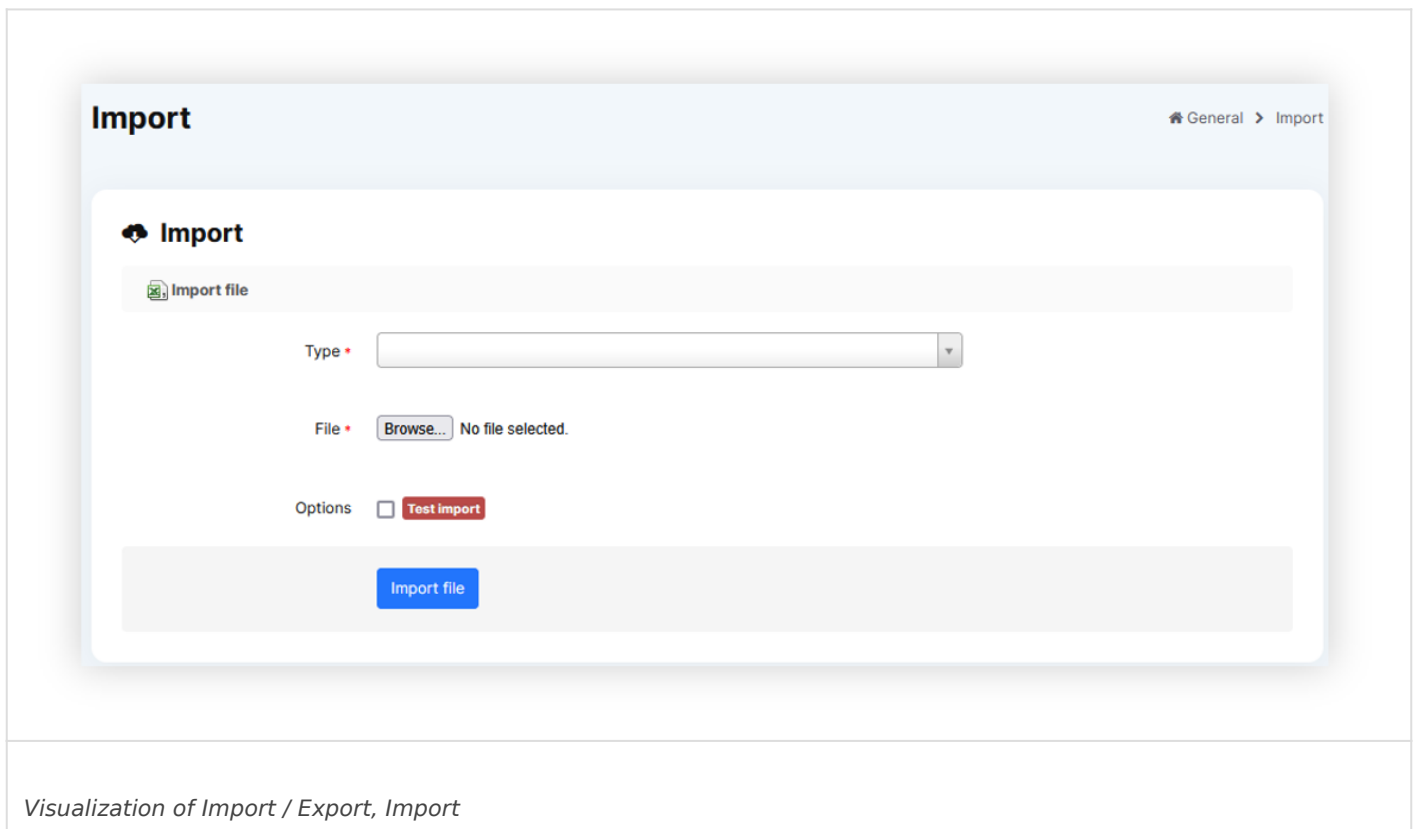 Import
General > Import
Import
Import file
Type *
File * Browse... No file selected.
Options Test import
Import file
Visualization of Import / Export, Import